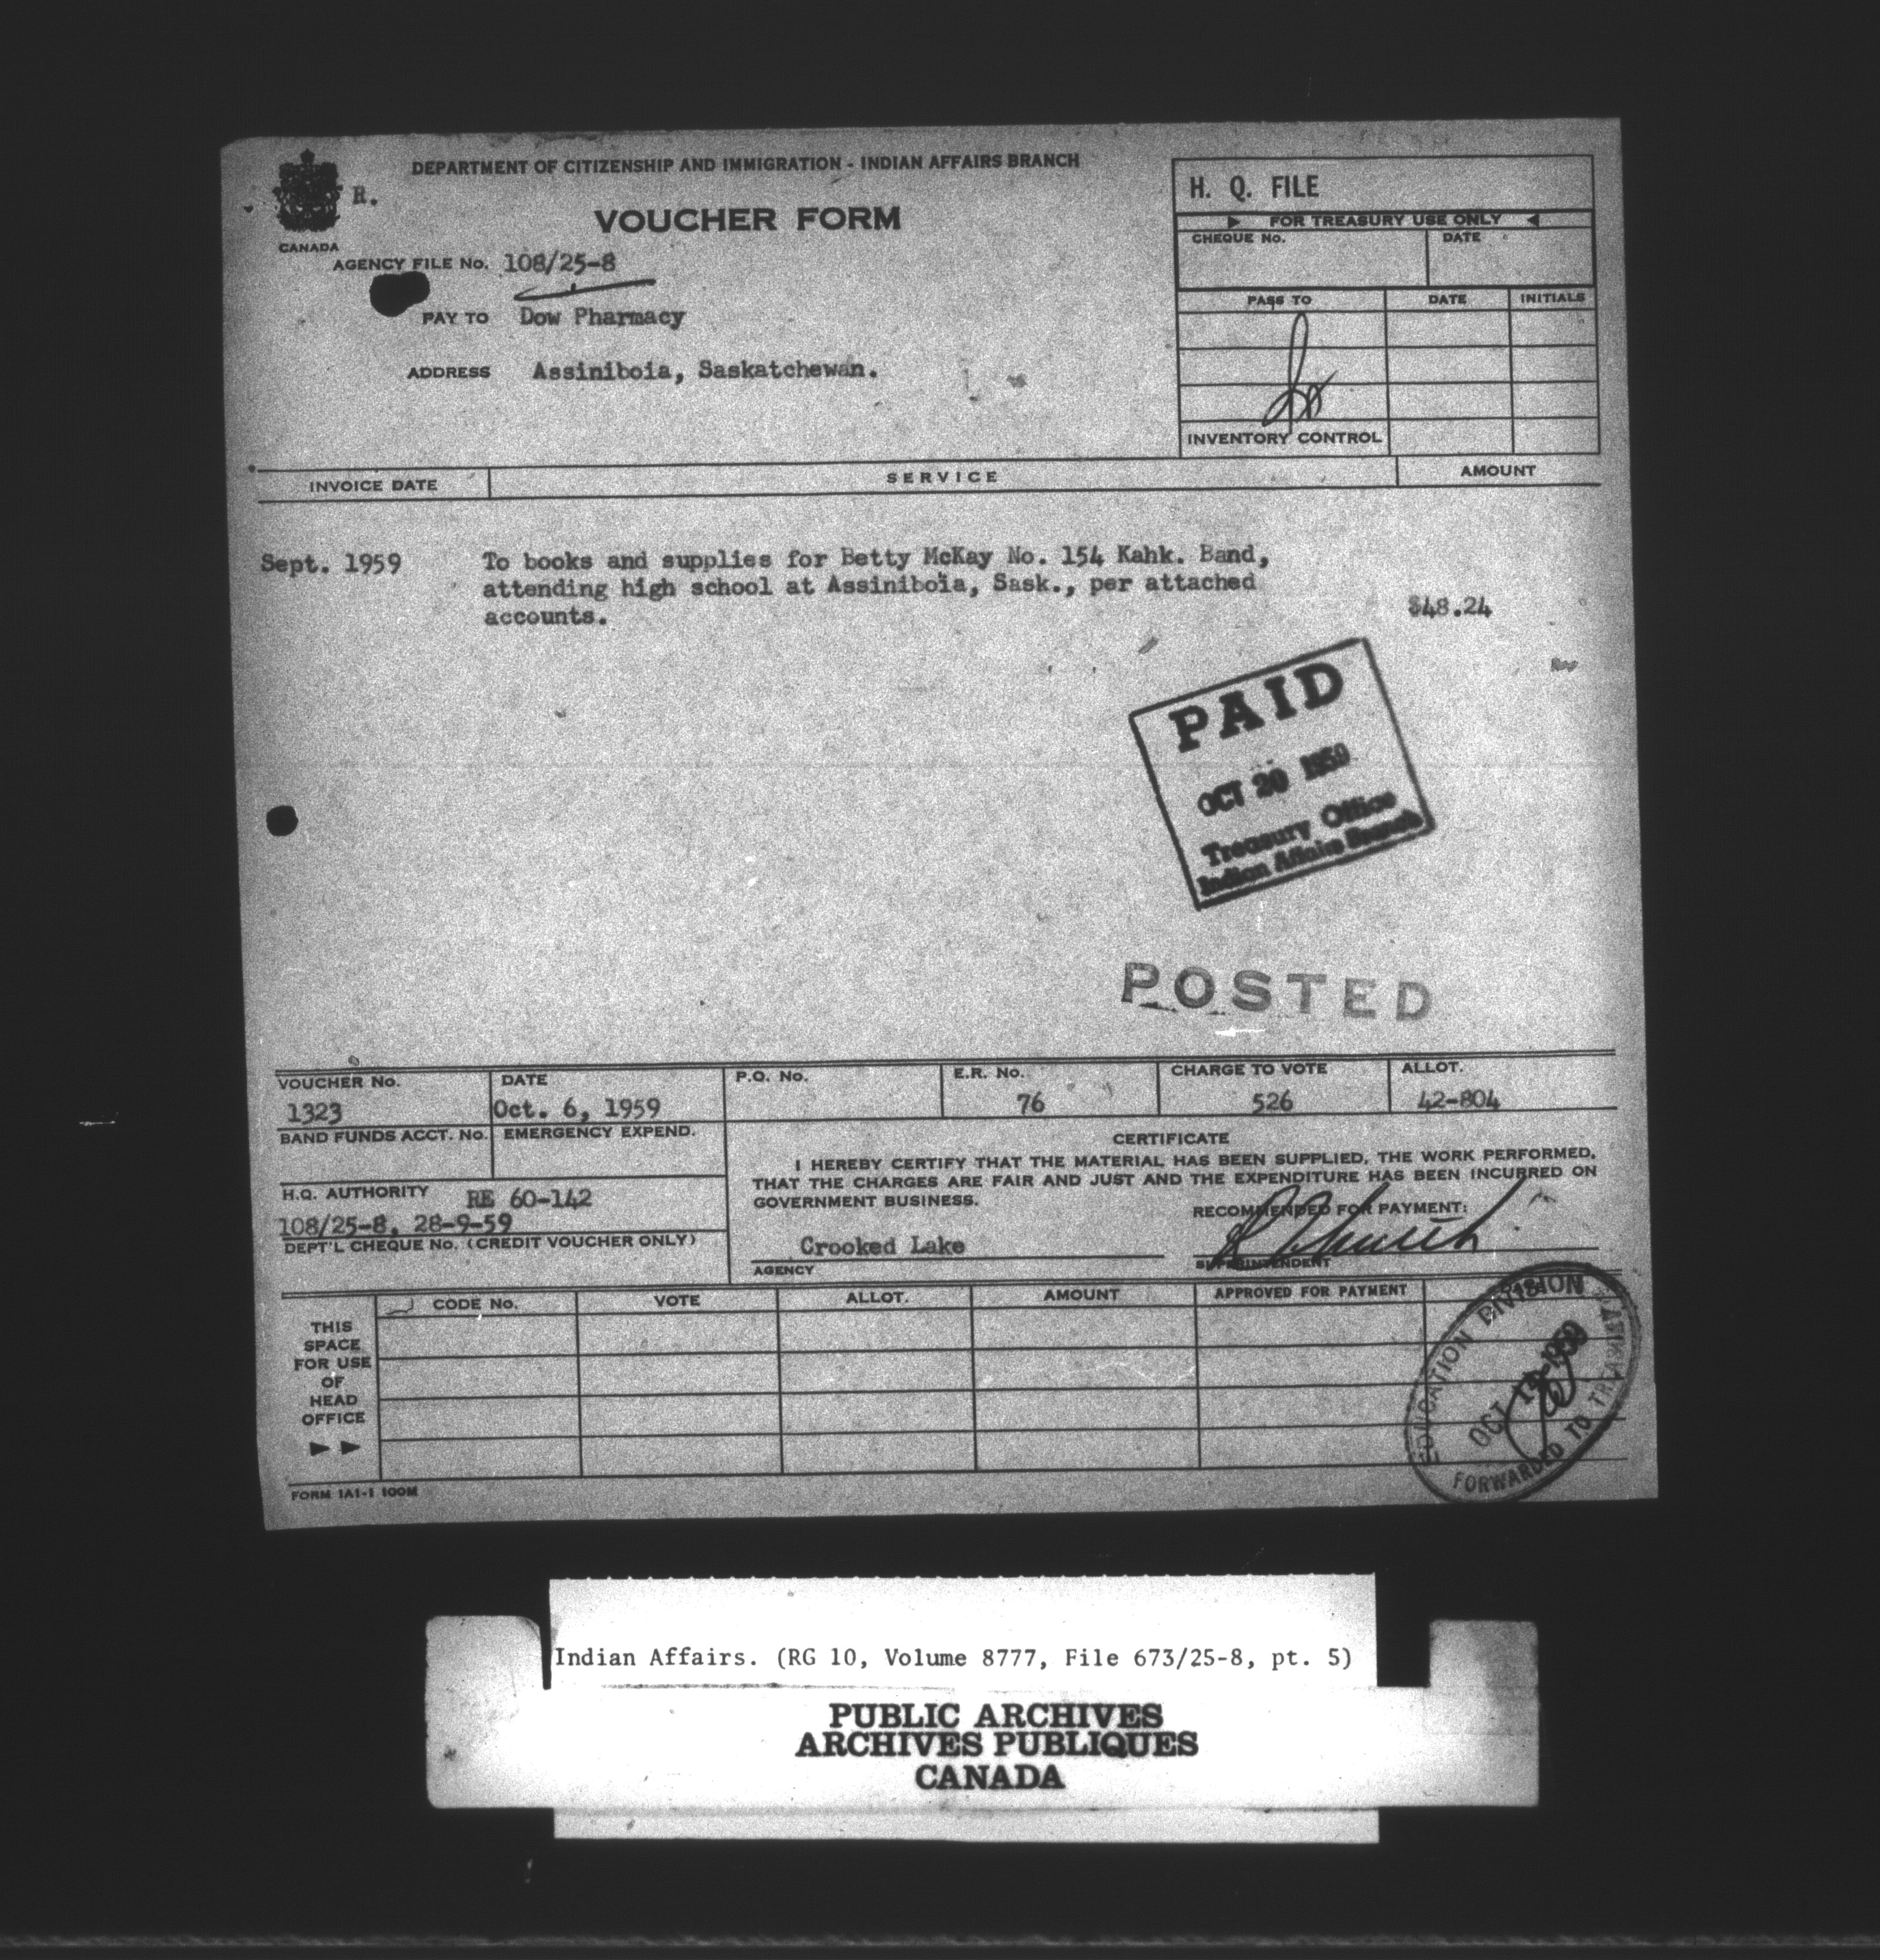 DEPARTMENT OF CITIZENSHIP AND IMMIGRATION - INDIAN AFFAIRS BRANCH
R.
CANADA
VOUCHER FORM
AGENCY FILE No. 108/25-8
PAY TO Dow Pharmacy
ADDRESS Assiniboia, Saskatchewan.
H. Q. FILE
FOR TREASURY USE ONLY
CHEQUE No. DATE
PASS TO DATE INITIALS
INVENTORY CONTROL
INVOICE DATE SERVICE AMOUNT
Sept. 1959 To books and supplies for Betty McKay No. 154 Kahk. Band,
attending high school at Assiniboia, Sask., per attached
accounts. $48.24
PAID
OCT 20 1959
Treasury Office
Indian Affairs Branch
POSTED
VOUCHER No. DATE P.O. No. E.R. No. CHARGE TO VOTE ALLOT.
1323 Oct. 6, 1959 76 526 42-804
BAND FUNDS ACCT. No. EMERGENCY EXPEND.
H.Q. AUTHORITY RE 60-142
108/25-8, 28-9-59
DEPT'L CHEQUE No. (CREDIT VOUCHER ONLY)
CERTIFICATE
I HEREBY CERTIFY THAT THE MATERIAL HAS BEEN SUPPLIED, THE WORK PERFORMED,
THAT THE CHARGES ARE FAIR AND JUST AND THE EXPENDITURE HAS BEEN INCURRED ON
GOVERNMENT BUSINESS.
RECOMMENDED FOR PAYMENT:
Crooked Lake
AGENCY
SUPERINTENDENT
THIS
SPACE
FOR USE
OF
HEAD
OFFICE
CODE No. VOTE ALLOT. AMOUNT APPROVED FOR PAYMENT
EDUCATION DIVISION
OCT 1959
FORWARDED TO TREASURY
FORM 1A1-1 100M
Indian Affairs. (RG 10, Volume 8777, File 673/25-8, pt. 5)
PUBLIC ARCHIVES
ARCHIVES PUBLIQUES
CANADA